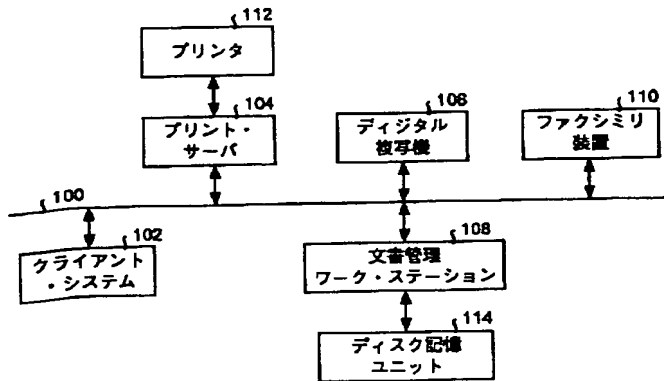 112
プリンタ
104
プリント・
サーバ
108
ディジタル
複写機
110
ファクシミリ
装置
100
102
クライアント
・システム
108
文書管理
ワーク・ステーション
114
ディスク記憶
ユニット